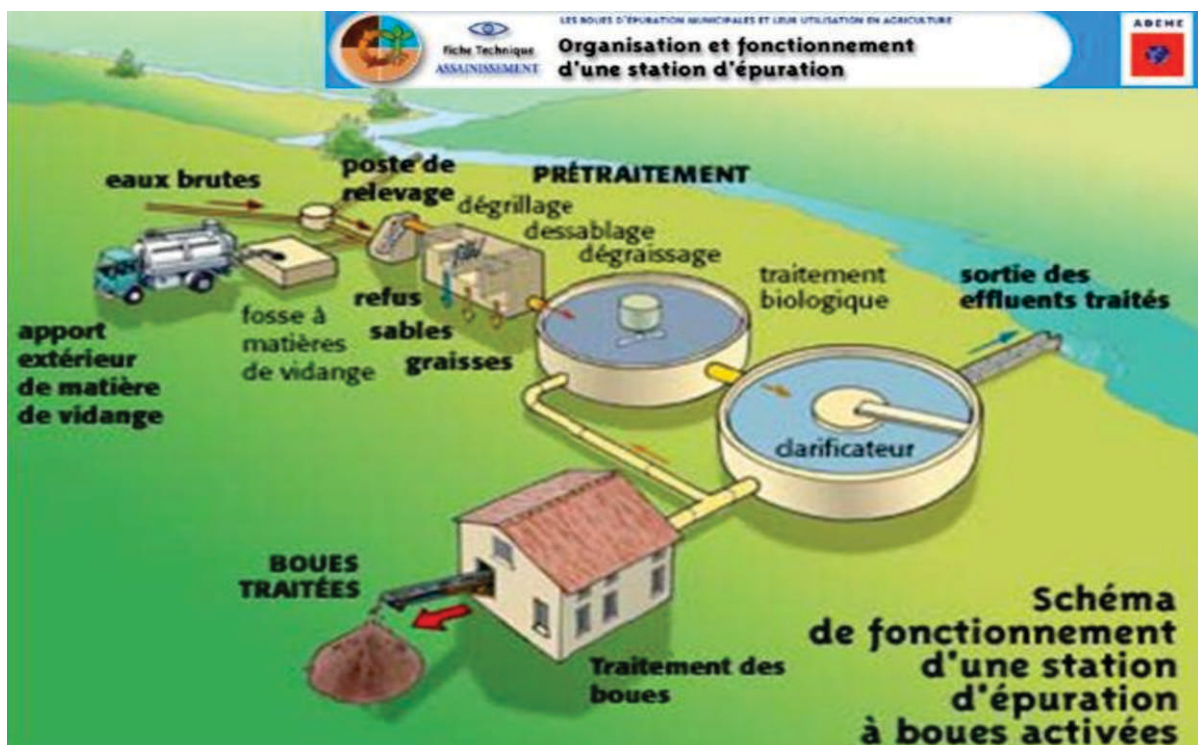 LES BOUES D'ÉPURATION MUNICIPALES ET LEUR UTILISATION EN AGRICULTURE
Fiche Technique
ASSAINISSEMENT
Organisation et fonctionnement
d'une station d'épuration
ADEME
eaux brutes
poste de
relevage
PRÉTRAITEMENT
dégrillage
dessablage
dégraissage
traitement
biologique
sortie des
effluents traités
apport
extérieur
de matière
de vidange
fosse à
matières
de vidange
refus
sables
graisses
clarificateur
BOUES
TRAITÉES
Traitement des
boues
Schéma
de fonctionnement
d'une station
d'épuration
à boues activées